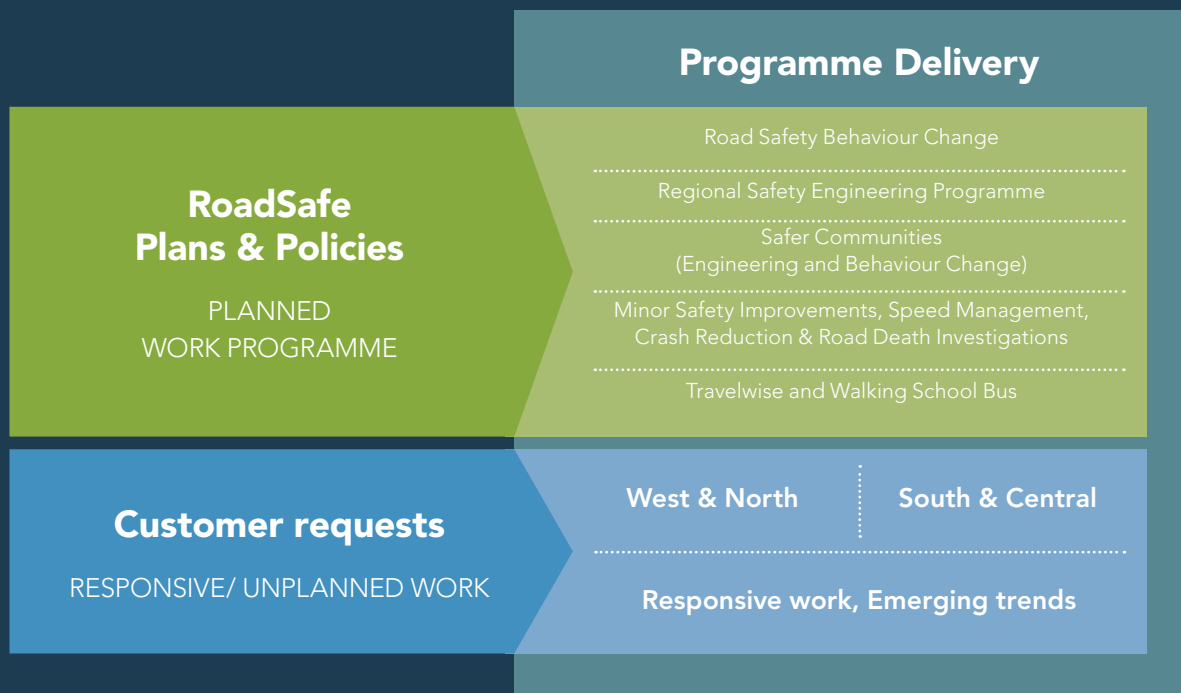 Programme Delivery
RoadSafe
Plans & Policies
PLANNED
WORK PROGRAMME
Road Safety Behaviour Change
Regional Safety Engineering Programme
Safer Communities
(Engineering and Behaviour Change)
Minor Safety Improvements, Speed Management,
Crash Reduction & Road Death Investigations
Travelwise and Walking School Bus
Customer requests
RESPONSIVE/ UNPLANNED WORK
West & North
South & Central
Responsive work, Emerging trends